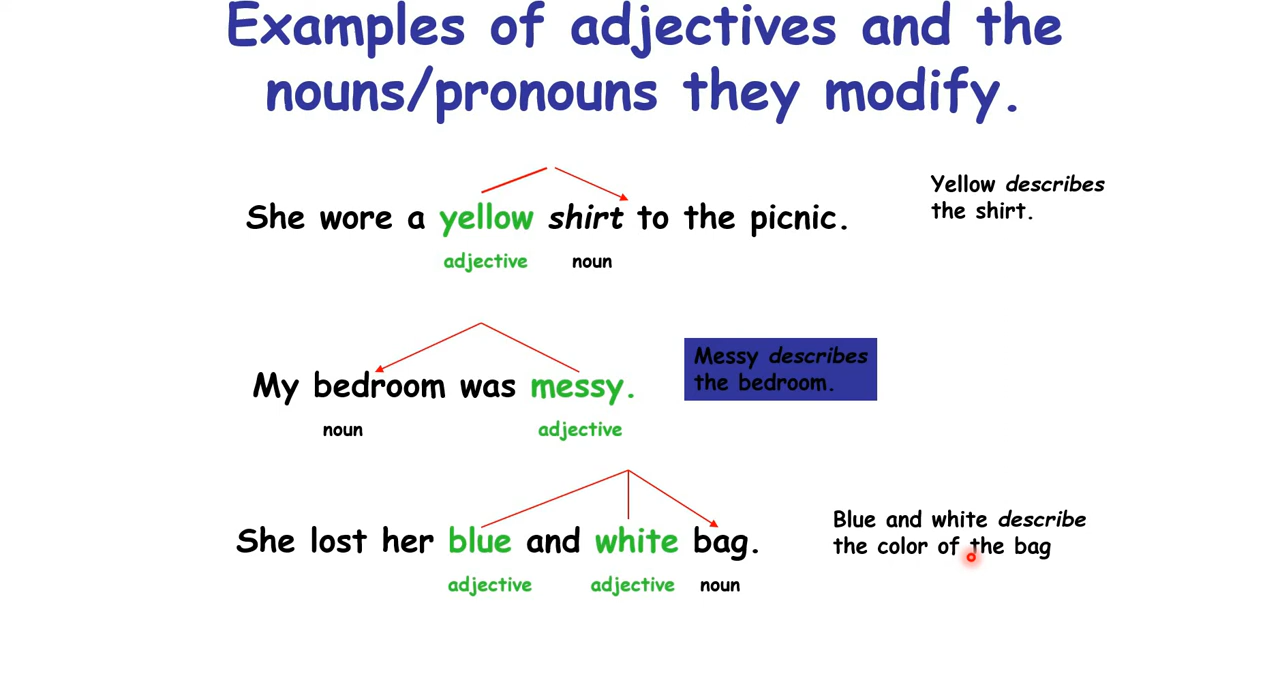 Examples of adjectives and the
nouns/pronouns they modify.
She wore a yellow shirt to the picnic.
adjective noun
Yellow describes
the shirt.
My bedroom was messy.
noun adjective
Messy describes
the bedroom.
She lost her blue and white bag.
adjective adjective noun
Blue and white describe
the color of the bag